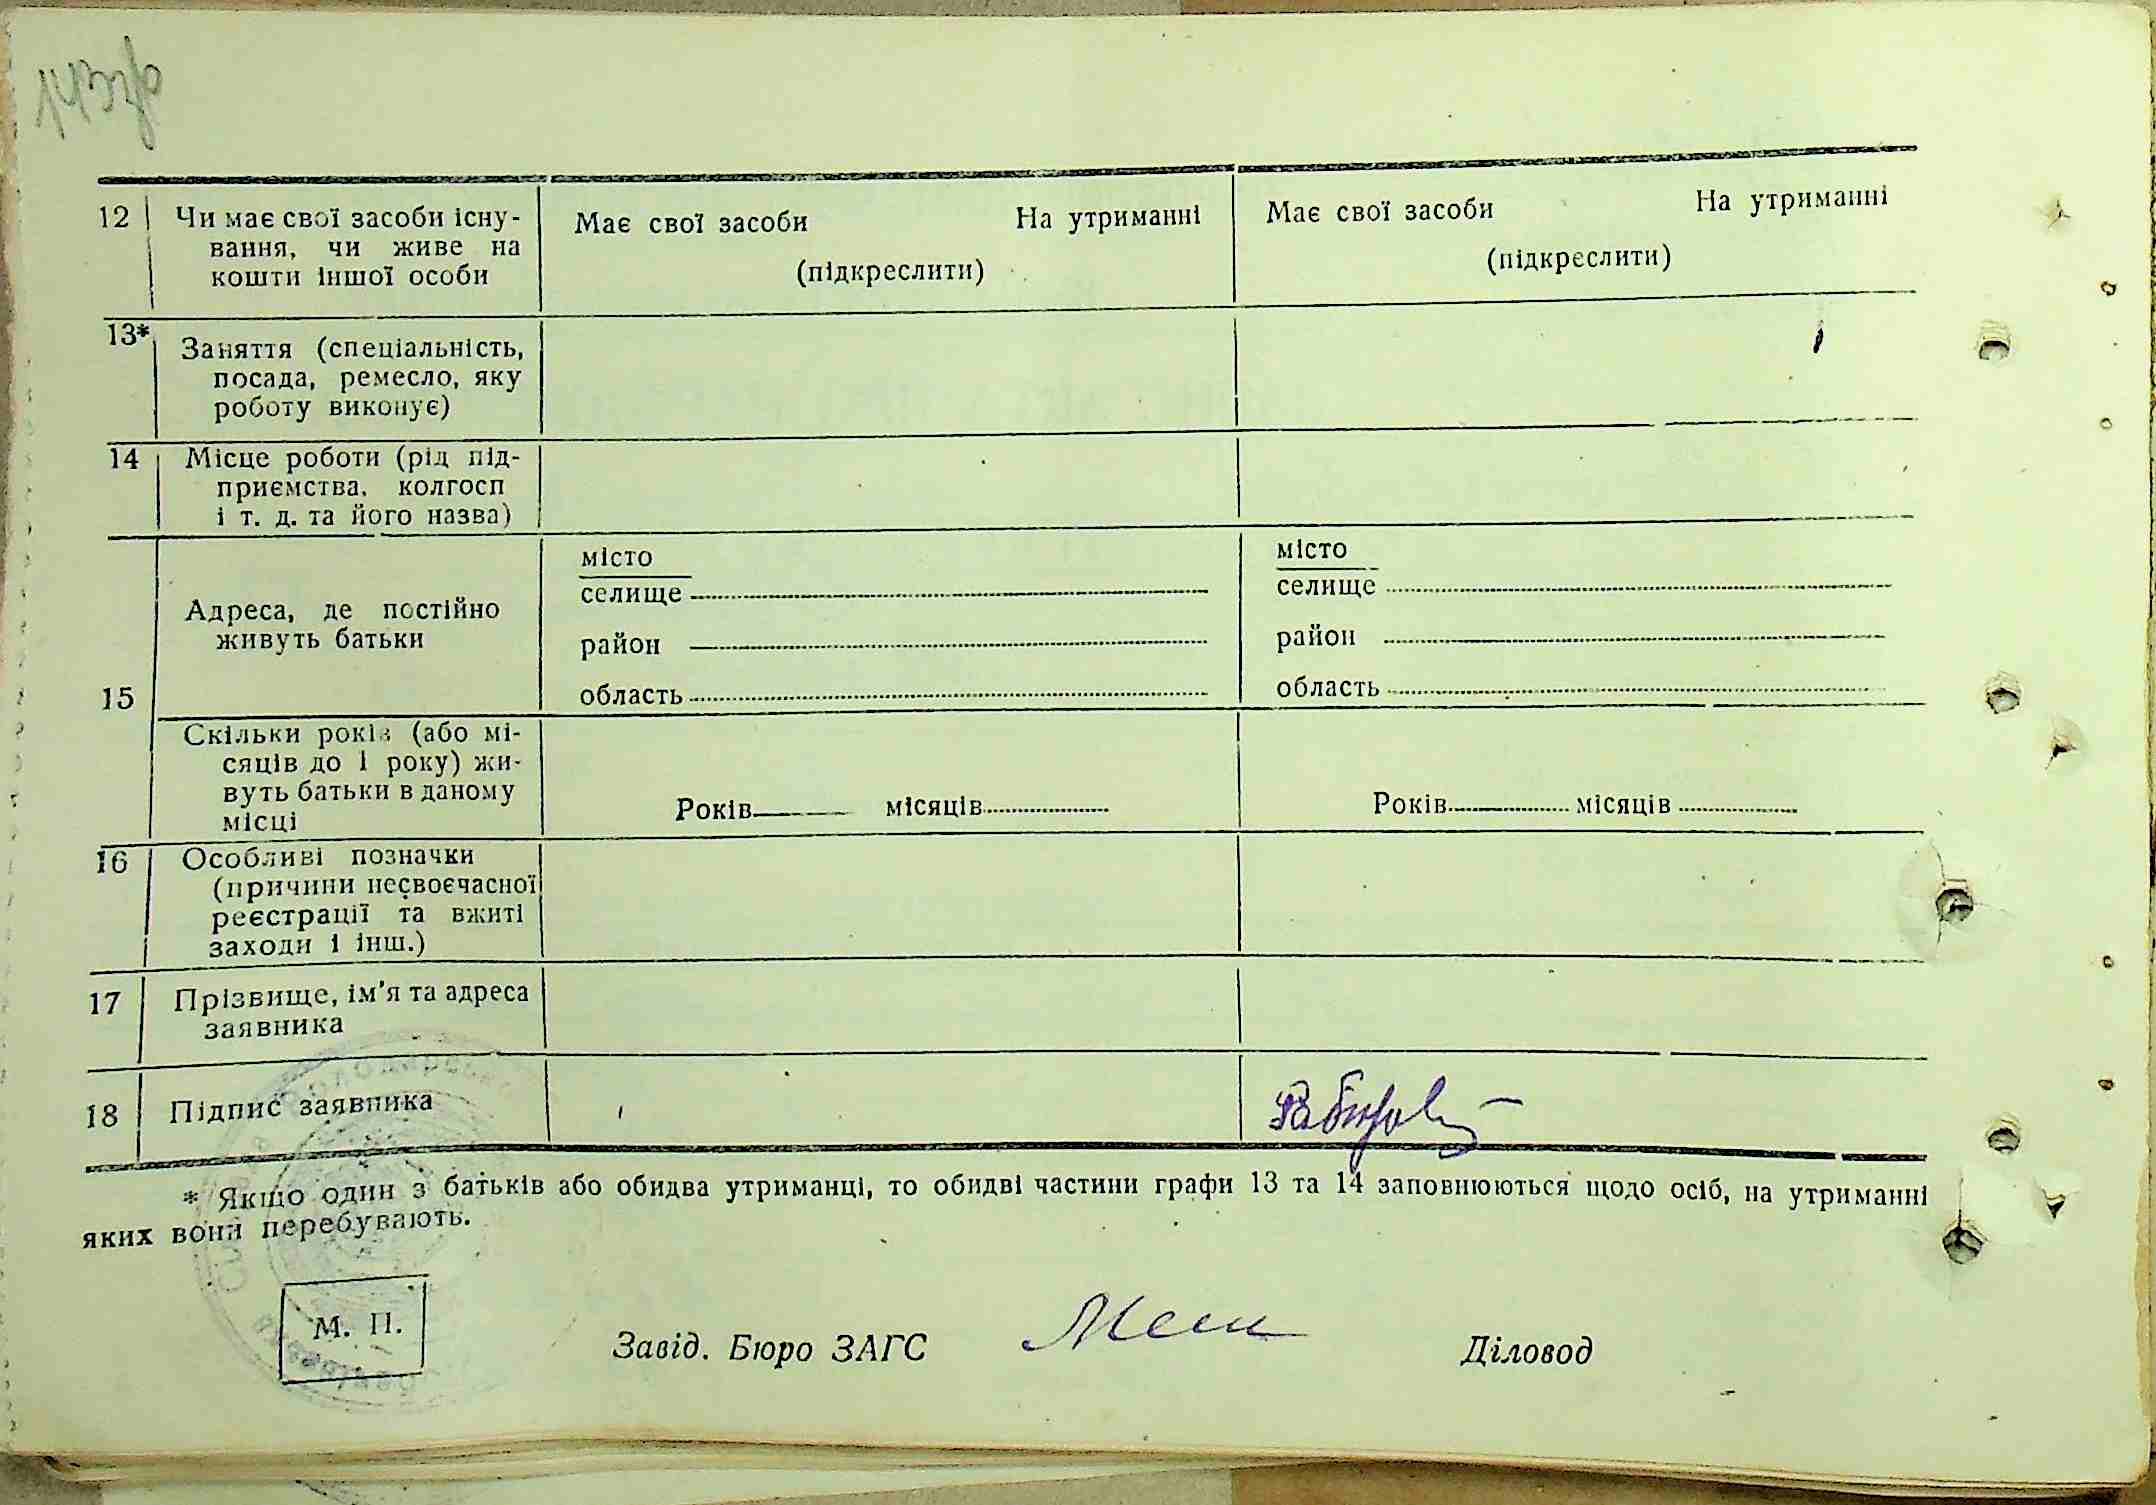 143зв
12 Чи має свої засоби існу-
вання, чи живе на
кошти іншої особи
Має свої засоби На утриманні
(підкреслити)
Має свої засоби На утриманні
(підкреслити)
13* Заняття (спеціальність,
посада, ремесло, яку
роботу виконує)
14 Місце роботи (рід під-
приємства, колгосп
і т. д. та його назва)
15
Адреса, де постійно
живуть батьки
місто
селище
район
область
місто
селище
район
область
Скільки років (або мі-
сяців до 1 року) жи-
вуть батьки в даному
місці
Років місяців
Років місяців
16 Особливі позначки
(причини несвоєчасної
реєстрації та вжиті
заходи і інш.)
17 Прізвище, ім'я та адреса
заявника
18 Підпис заявника
* Якщо один з батьків або обидва утриманці, то обидві частини графи 13 та 14 заповнюються щодо осіб, на утриманні
яких вони перебувають.
М. П.
Завід. Бюро ЗАГС
Діловод